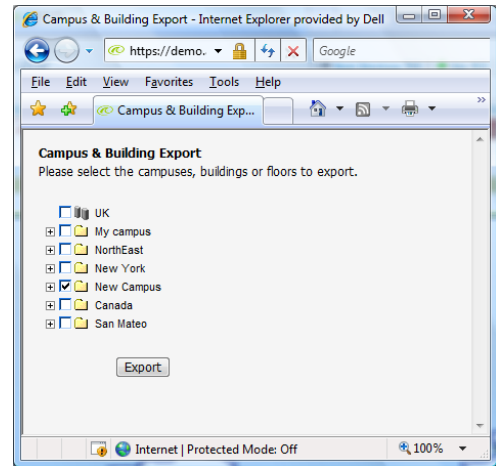 Campus & Building Export - Internet Explorer provided by Dell
https://demo.
Google
File Edit View Favorites Tools Help
Campus & Building Exp...
Campus & Building Export
Please select the campuses, buildings or floors to export.
UK
My campus
NorthEast
New York
New Campus
Canada
San Mateo
Export
Internet | Protected Mode: Off
100%